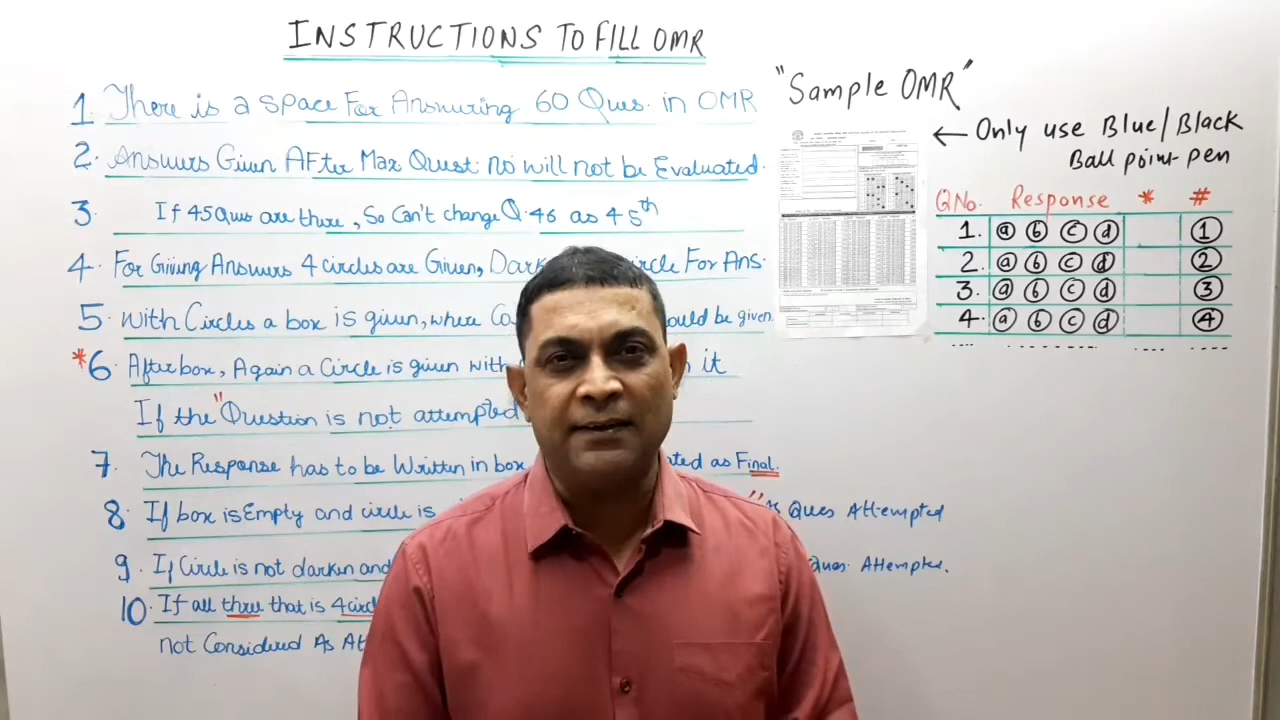 INSTRUCTIONS TO FILL OMR
1. There is a space For Answuring 60 Ques. in OMR
2. Answurs Given AFter Max Quest. no will not be Evaluated.
3 If 45 Qws are there, So Can't change Q.46 as 45th
4. For Giving Answurs 4 circles are Given, Dark ircle For Ans.
5. With Circles a box is given, where ould be given.
*6. After box, Again a Circle is given with it
If the "Question is not attempted
7. The Response has to be Written in box ted as Final.
8. If box is Empty and circle is As Ques Attempted
9. If Circle is not darken and Ques. Attempted.
10. If all three that is 4 circl
not Considered As At
"Sample OMR"
← Only use Blue/Black
Ball point pen
Q No. Response * #
1. a b c d 1
2. a b c d 2
3. a b c d 3
4. a b c d 4